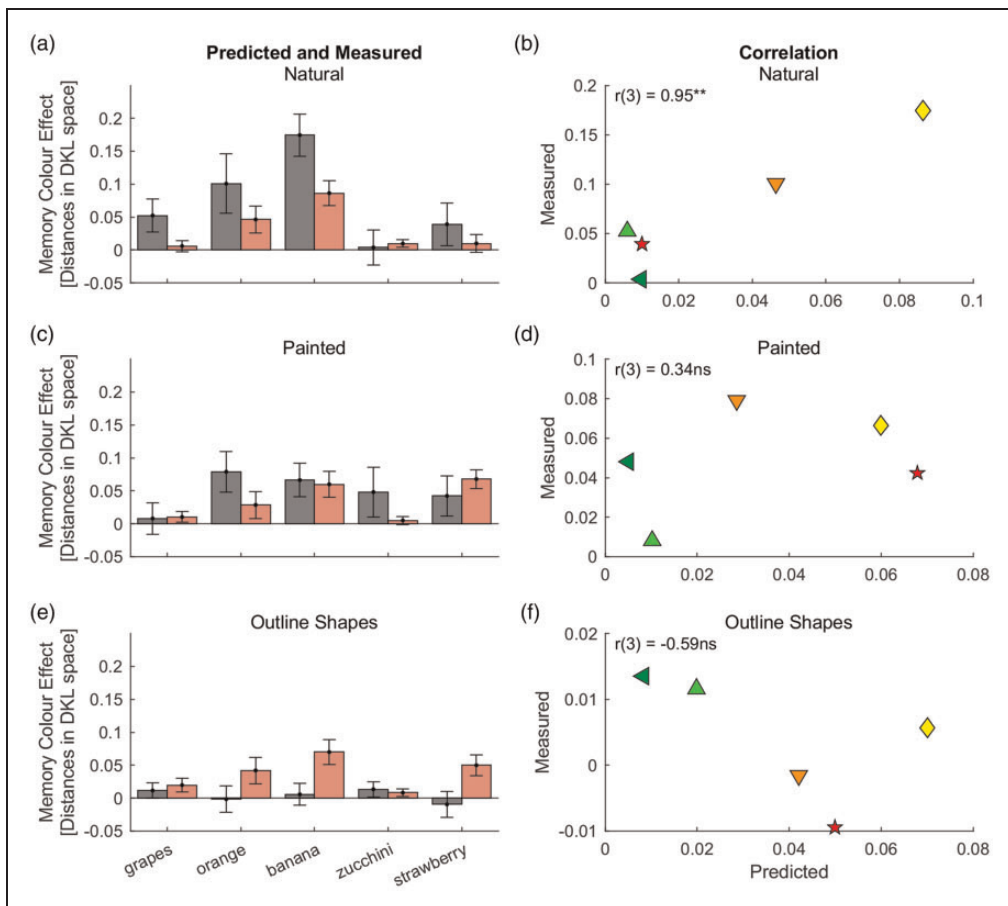 (a)
Predicted and Measured
Natural
Memory Colour Effect
[Distances in DKL space]
0.2
0.15
0.1
0.05
0
-0.05
(b)
Correlation
Natural
r(3) = 0.95**
Measured
0.2
0.15
0.1
0.05
0
0 0.02 0.04 0.06 0.08 0.1
(c)
Painted
Memory Colour Effect
[Distances in DKL space]
0.2
0.15
0.1
0.05
0
-0.05
(d)
Painted
r(3) = 0.34ns
Measured
0.1
0.08
0.06
0.04
0.02
0
0 0.02 0.04 0.06 0.08
(e)
Outline Shapes
Memory Colour Effect
[Distances in DKL space]
0.2
0.15
0.1
0.05
0
-0.05
grapes orange banana zucchini strawberry
(f)
Outline Shapes
r(3) = -0.59ns
Measured
0.02
0.01
0
-0.01
0 0.02 0.04 0.06 0.08
Predicted